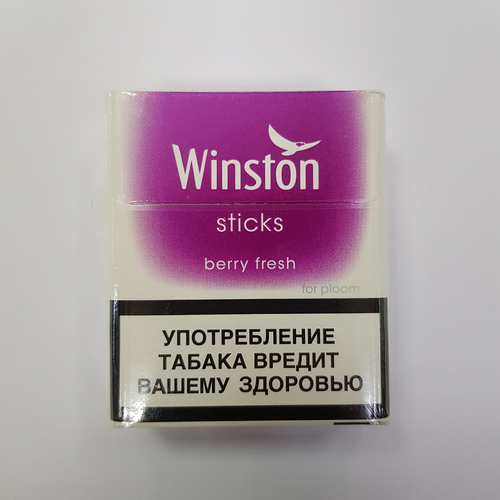 Winston
sticks
berry fresh
for ploom
УПОТРЕБЛЕНИЕ
ТАБАКА ВРЕДИТ
ВАШЕМУ ЗДОРОВЬЮ